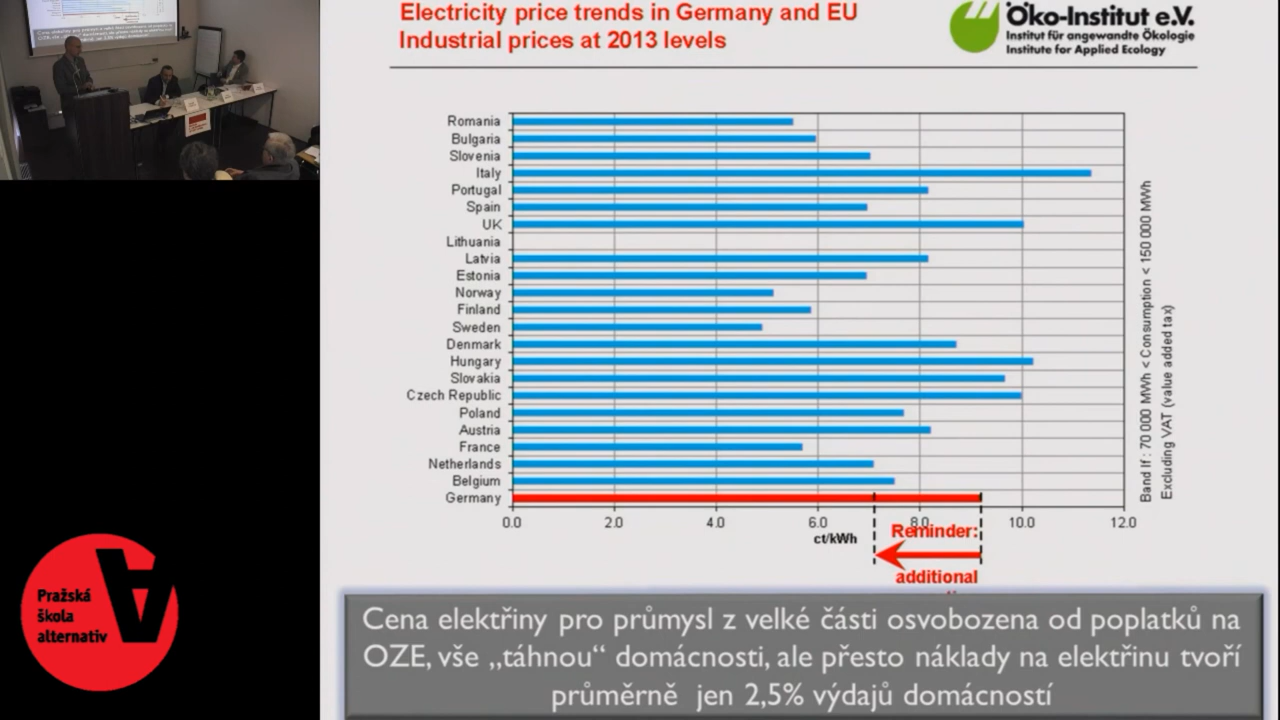 Electricity price trends in Germany and EU
Industrial prices at 2013 levels
Öko-Institut e.V.
Institut für angewandte Ökologie
Institute for Applied Ecology
Romania
Bulgaria
Slovenia
Italy
Portugal
Spain
UK
Lithuania
Latvia
Estonia
Norway
Finland
Sweden
Denmark
Hungary
Slovakia
Czech Republic
Poland
Austria
France
Netherlands
Belgium
Germany
0.0 2.0 4.0 6.0 8.0 10.0 12.0
ct/kWh
Band If : 70 000 MWh < Consumption < 150 000 MWh
Excluding VAT (value added tax)
Reminder:
additional
Pražská
škola
alternativ
A
Cena elektřiny pro průmysl z velké části osvobozena od poplatků na
OZE, vše „táhnou“ domácnosti, ale přesto náklady na elektřinu tvoří
průměrně jen 2,5% výdajů domácností